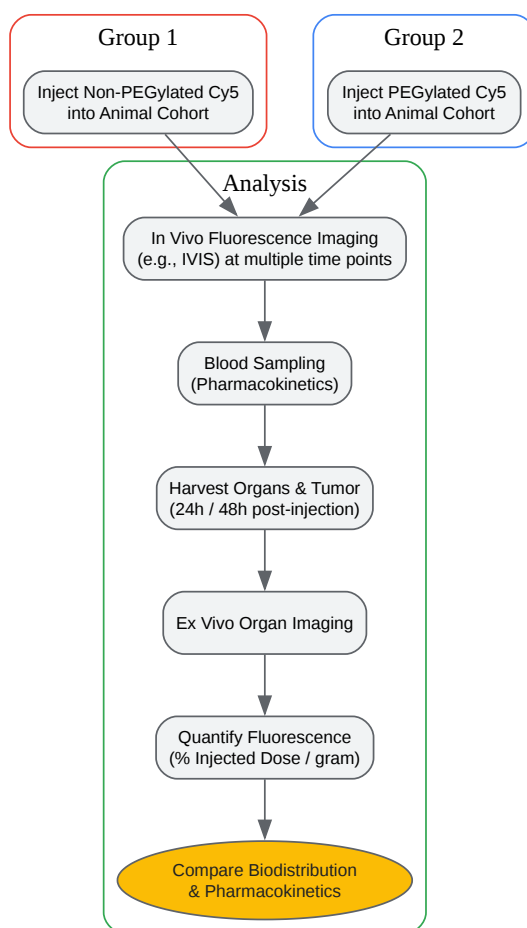 Group 1
Group 2
Inject Non-PEGylated Cy5
into Animal Cohort
Inject PEGylated Cy5
into Animal Cohort
Analysis
In Vivo Fluorescence Imaging
(e.g., IVIS) at multiple time points
Blood Sampling
(Pharmacokinetics)
Harvest Organs & Tumor
(24h / 48h post-injection)
Ex Vivo Organ Imaging
Quantify Fluorescence
(% Injected Dose / gram)
Compare Biodistribution
& Pharmacokinetics